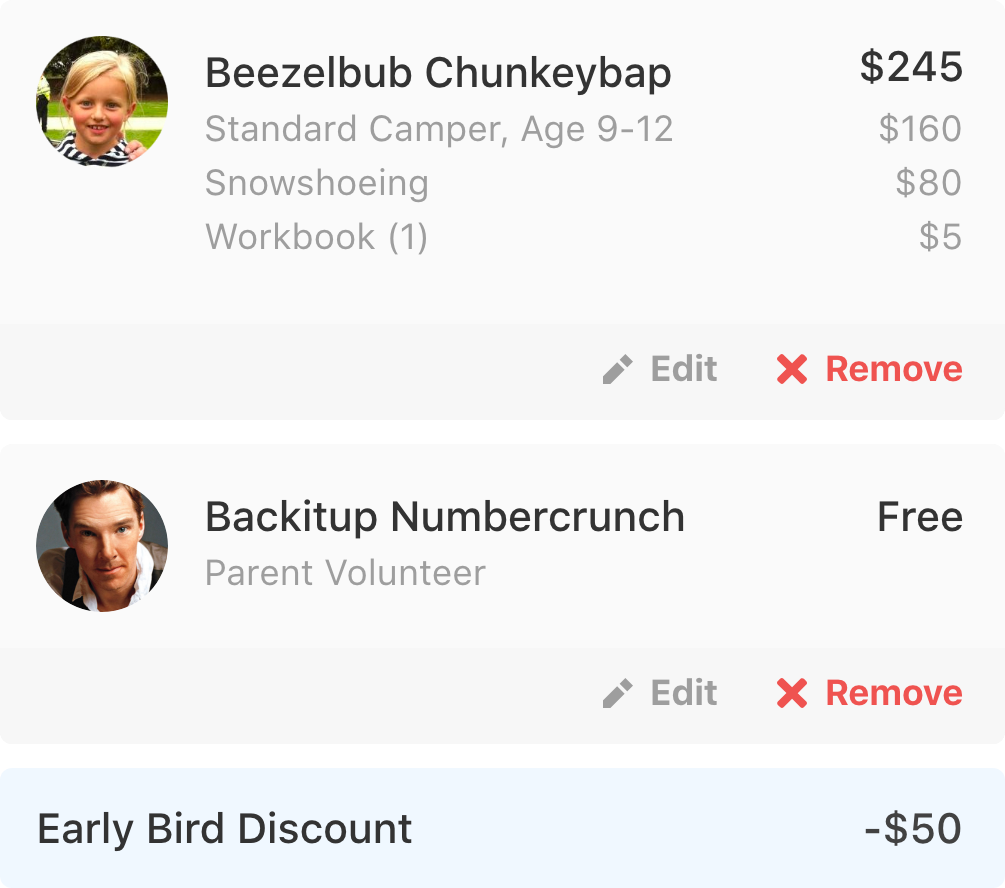 Beezelbub Chunkeybap $245
Standard Camper, Age 9-12 $160
Snowshoeing $80
Workbook (1) $5
Edit Remove
Backitup Numbercrunch Free
Parent Volunteer
Edit Remove
Early Bird Discount -$50